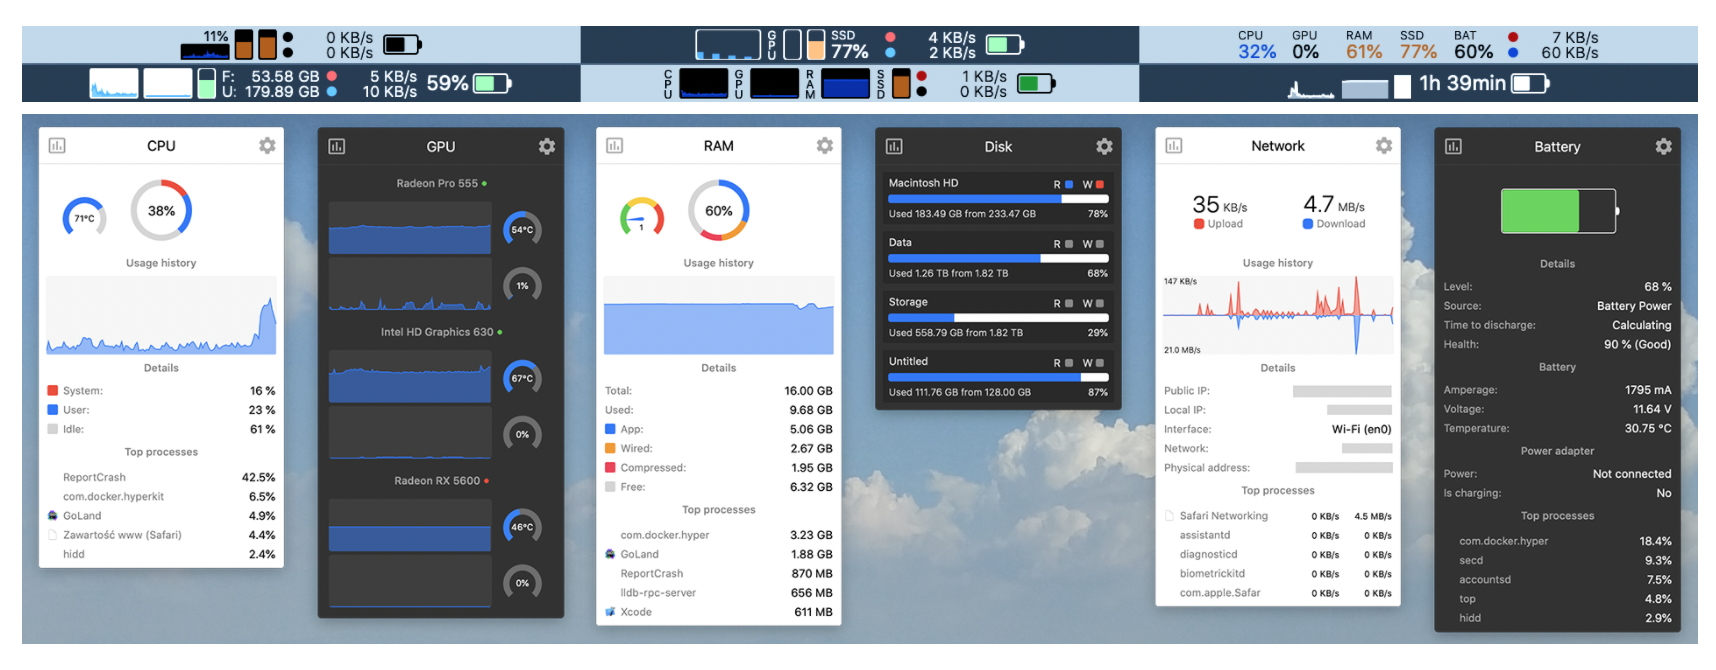 11%
0 KB/s
0 KB/s
GPU
SSD
77%
4 KB/s
2 KB/s
CPU GPU RAM SSD BAT
32% 0% 61% 77% 60%
7 KB/s
60 KB/s
F: 53.58 GB
U: 179.89 GB
5 KB/s
10 KB/s
59%
CPU
GPU
RAM
SSD
1 KB/s
0 KB/s
1h 39min
CPU
71°C
38%
Usage history
Details
System: 16 %
User: 23 %
Idle: 61 %
Top processes
ReportCrash 42.5%
com.docker.hyperkit 6.5%
GoLand 4.9%
Zawartość www (Safari) 4.4%
hidd 2.4%
GPU
Radeon Pro 555
54°C
1%
Intel HD Graphics 630
67°C
0%
Radeon RX 5600
46°C
0%
RAM
1
60%
Usage history
Details
Total: 16.00 GB
Used: 9.68 GB
App: 5.06 GB
Wired: 2.67 GB
Compressed: 1.95 GB
Free: 6.32 GB
Top processes
com.docker.hyper 3.23 GB
GoLand 1.88 GB
ReportCrash 870 MB
lldb-rpc-server 656 MB
Xcode 611 MB
Disk
Macintosh HD R W
Used 183.49 GB from 233.47 GB 78%
Data R W
Used 1.26 TB from 1.82 TB 68%
Storage R W
Used 558.79 GB from 1.82 TB 29%
Untitled R W
Used 111.76 GB from 128.00 GB 87%
Network
35 KB/s 4.7 MB/s
Upload Download
Usage history
147 KB/s
21.0 MB/s
Details
Public IP:
Local IP:
Interface: Wi-Fi (en0)
Network:
Physical address:
Top processes
Safari Networking 0 KB/s 4.5 MB/s
assistantd 0 KB/s 0 KB/s
diagnosticd 0 KB/s 0 KB/s
biometrickitd 0 KB/s 0 KB/s
com.apple.Safar 0 KB/s 0 KB/s
Battery
Details
Level: 68 %
Source: Battery Power
Time to discharge: Calculating
Health: 90 % (Good)
Battery
Amperage: 1795 mA
Voltage: 11.64 V
Temperature: 30.75 °C
Power adapter
Power: Not connected
Is charging: No
Top processes
com.docker.hyper 18.4%
secd 9.3%
accountsd 7.5%
top 4.8%
hidd 2.9%